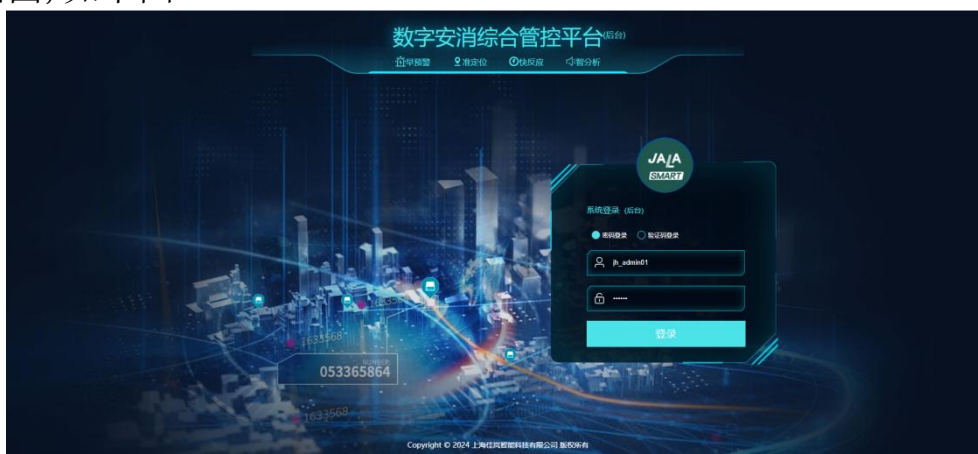 数字安消综合管控平台(后台)
早预警 准定位 快反应 智分析
JALA
SMART
系统登录 (后台)
密码登录 验证码登录
jh_admin01
······
登录
1633568
NUMBER
053365864
1633568
Copyright © 2024 上海佳岚智能科技有限公司 版权所有